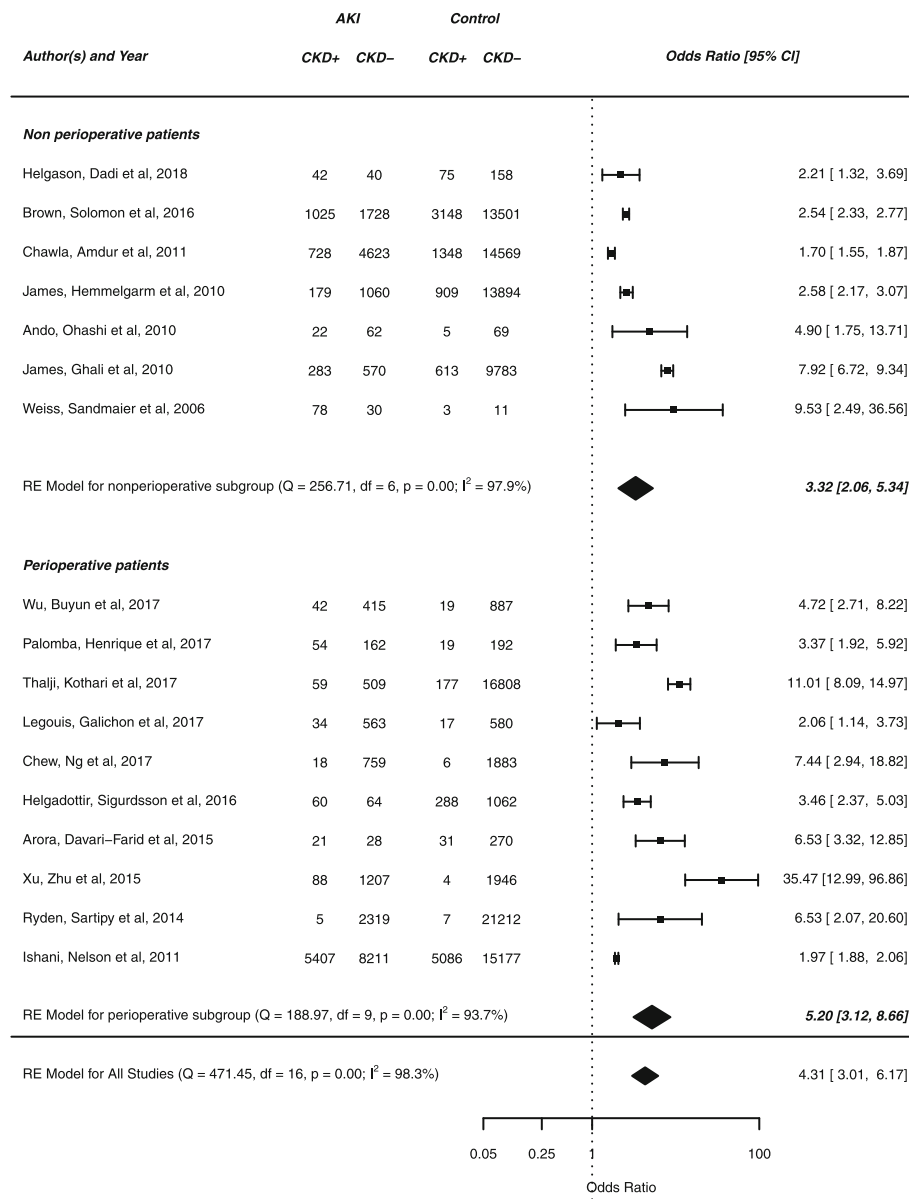 AKI Control
Author(s) and Year CKD+ CKD− CKD+ CKD− Odds Ratio [95% CI]
Non perioperative patients
Helgason, Dadi et al, 2018 42 40 75 158 2.21 [ 1.32, 3.69]
Brown, Solomon et al, 2016 1025 1728 3148 13501 2.54 [ 2.33, 2.77]
Chawla, Amdur et al, 2011 728 4623 1348 14569 1.70 [ 1.55, 1.87]
James, Hemmelgarm et al, 2010 179 1060 909 13894 2.58 [ 2.17, 3.07]
Ando, Ohashi et al, 2010 22 62 5 69 4.90 [ 1.75, 13.71]
James, Ghali et al, 2010 283 570 613 9783 7.92 [ 6.72, 9.34]
Weiss, Sandmaier et al, 2006 78 30 3 11 9.53 [ 2.49, 36.56]
RE Model for nonperioperative subgroup (Q = 256.71, df = 6, p = 0.00; I² = 97.9%) 3.32 [2.06, 5.34]
Perioperative patients
Wu, Buyun et al, 2017 42 415 19 887 4.72 [ 2.71, 8.22]
Palomba, Henrique et al, 2017 54 162 19 192 3.37 [ 1.92, 5.92]
Thalji, Kothari et al, 2017 59 509 177 16808 11.01 [ 8.09, 14.97]
Legouis, Galichon et al, 2017 34 563 17 580 2.06 [ 1.14, 3.73]
Chew, Ng et al, 2017 18 759 6 1883 7.44 [ 2.94, 18.82]
Helgadottir, Sigurdsson et al, 2016 60 64 288 1062 3.46 [ 2.37, 5.03]
Arora, Davari−Farid et al, 2015 21 28 31 270 6.53 [ 3.32, 12.85]
Xu, Zhu et al, 2015 88 1207 4 1946 35.47 [12.99, 96.86]
Ryden, Sartipy et al, 2014 5 2319 7 21212 6.53 [ 2.07, 20.60]
Ishani, Nelson et al, 2011 5407 8211 5086 15177 1.97 [ 1.88, 2.06]
RE Model for perioperative subgroup (Q = 188.97, df = 9, p = 0.00; I² = 93.7%) 5.20 [3.12, 8.66]
RE Model for All Studies (Q = 471.45, df = 16, p = 0.00; I² = 98.3%) 4.31 [ 3.01, 6.17]
0.05 0.25 1 100
Odds Ratio